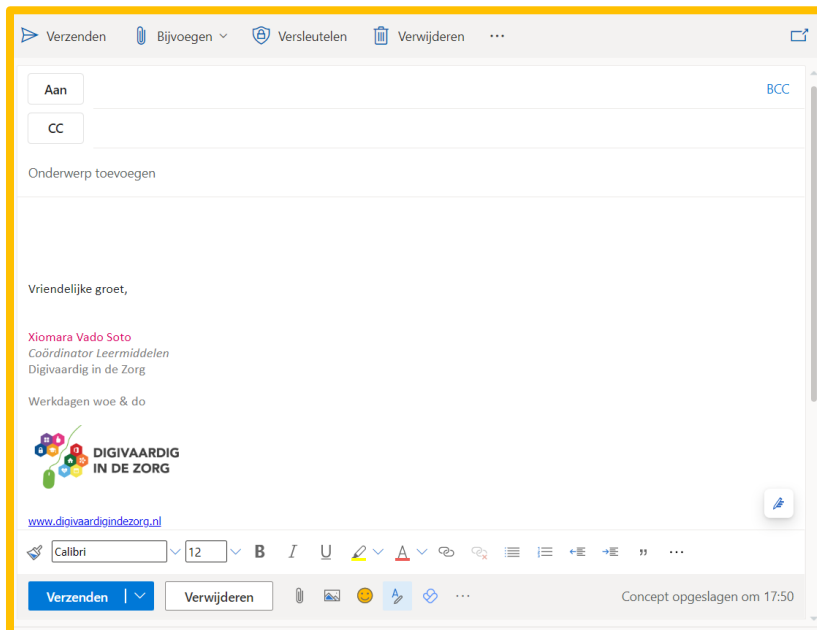 Verzenden Bijvoegen Versleutelen Verwijderen ...
Aan BCC
CC
Onderwerp toevoegen
Vriendelijke groet,
Xiomara Vado Soto
Coördinator Leermiddelen
Digivaardig in de Zorg
Werkdagen woe & do
DIGIVAARDIG
IN DE ZORG
www.digivaardigindezorg.nl
Calibri 12 B I U A " ...
Verzenden Verwijderen ... Concept opgeslagen om 17:50